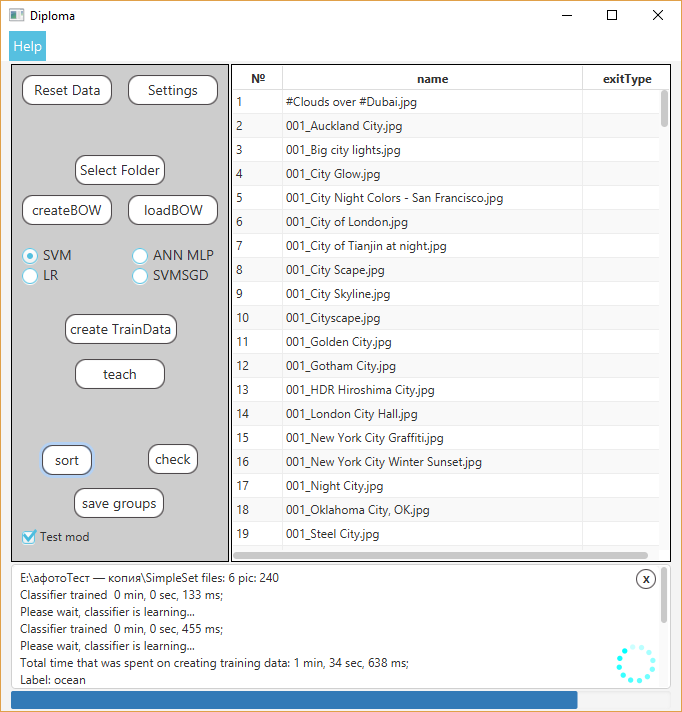 Diploma
Help
Reset Data Settings
Select Folder
createBOW loadBOW
SVM ANN MLP
LR SVMSGD
create TrainData
teach
sort check
save groups
Test mod
№ name exitType
1 #Clouds over #Dubai.jpg
2 001_Auckland City.jpg
3 001_Big city lights.jpg
4 001_City Glow.jpg
5 001_City Night Colors - San Francisco.jpg
6 001_City of London.jpg
7 001_City of Tianjin at night.jpg
8 001_City Scape.jpg
9 001_City Skyline.jpg
10 001_Cityscape.jpg
11 001_Golden City.jpg
12 001_Gotham City.jpg
13 001_HDR Hiroshima City.jpg
14 001_London City Hall.jpg
15 001_New York City Graffiti.jpg
16 001_New York City Winter Sunset.jpg
17 001_Night City.jpg
18 001_Oklahoma City, OK.jpg
19 001_Steel City.jpg
E:\афотоТест — копия\SimpleSet files: 6 pic: 240
Classifier trained  0 min, 0 sec, 133 ms;
Please wait, classifier is learning...
Classifier trained  0 min, 0 sec, 455 ms;
Please wait, classifier is learning...
Total time that was spent on creating training data: 1 min, 34 sec, 638 ms;
Label: ocean
X